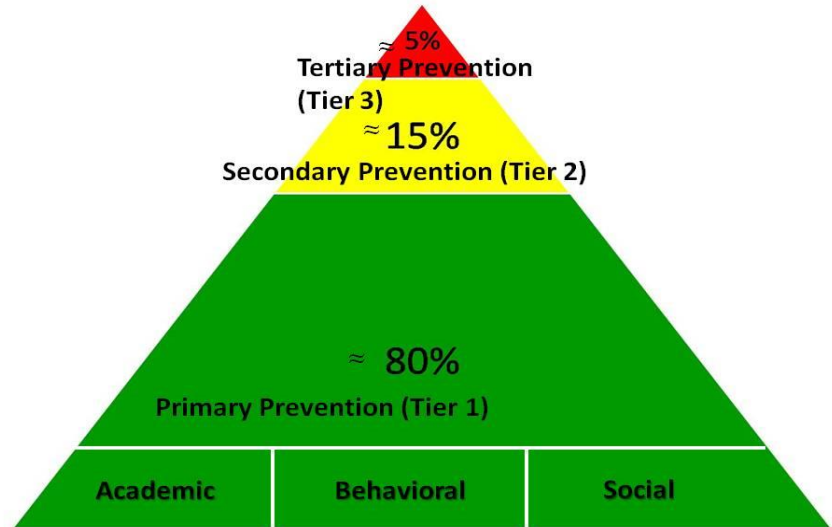 ≈ 5%
Tertiary Prevention
(Tier 3)
≈ 15%
Secondary Prevention (Tier 2)
≈ 80%
Primary Prevention (Tier 1)
Academic Behavioral Social